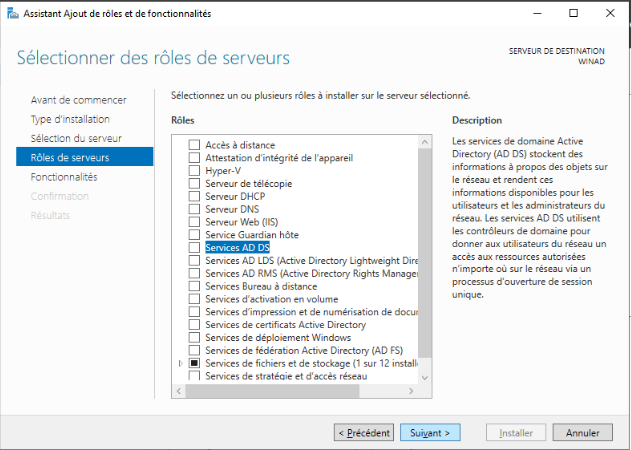 Assistant Ajout de rôles et de fonctionnalités
Sélectionner des rôles de serveurs
SERVEUR DE DESTINATION
WINAD
Avant de commencer
Type d'installation
Sélection du serveur
Rôles de serveurs
Fonctionnalités
Confirmation
Résultats
Sélectionnez un ou plusieurs rôles à installer sur le serveur sélectionné.
Rôles
Accès à distance
Attestation d'intégrité de l'appareil
Hyper-V
Serveur de télécopie
Serveur DHCP
Serveur DNS
Serveur Web (IIS)
Service Guardian hôte
Services AD DS
Services AD LDS (Active Directory Lightweight Dire
Services AD RMS (Active Directory Rights Manager
Services Bureau à distance
Services d'activation en volume
Services d'impression et de numérisation de docu
Services de certificats Active Directory
Services de déploiement Windows
Services de fédération Active Directory (AD FS)
Services de fichiers et de stockage (1 sur 12 install
Services de stratégie et d'accès réseau
Description
Les services de domaine Active
Directory (AD DS) stockent des
informations à propos des objets sur
le réseau et rendent ces
informations disponibles pour les
utilisateurs et les administrateurs du
réseau. Les services AD DS utilisent
les contrôleurs de domaine pour
donner aux utilisateurs du réseau un
accès aux ressources autorisées
n'importe où sur le réseau via un
processus d'ouverture de session
unique.
< Précédent
Suivant >
Installer
Annuler